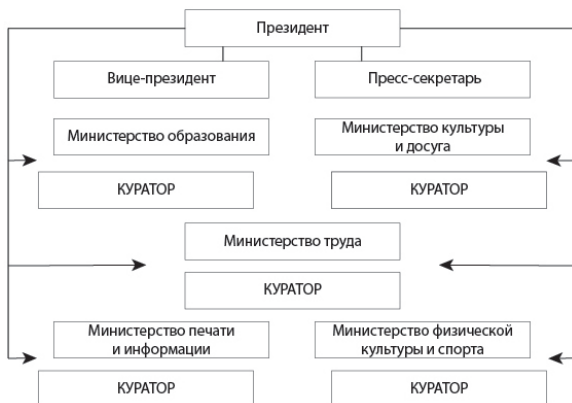 Президент
Вице-президент
Пресс-секретарь
Министерство образования
Министерство культуры
и досуга
КУРАТОР
КУРАТОР
Министерство труда
КУРАТОР
Министерство печати
и информации
Министерство физической
культуры и спорта
КУРАТОР
КУРАТОР